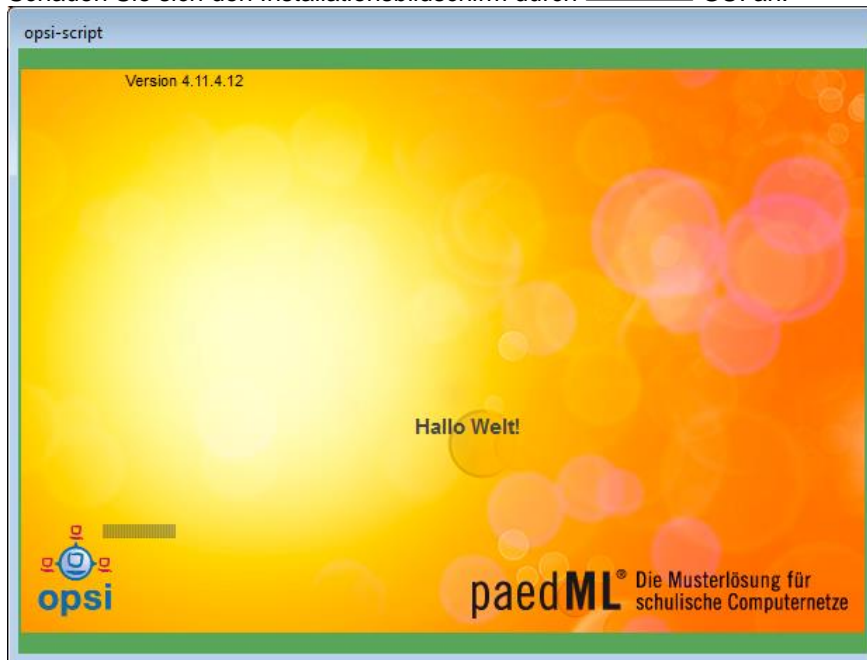 opsi-script
Version 4.11.4.12
Hallo Welt!
opsi
paedML® Die Musterlösung für
schulische Computernetze